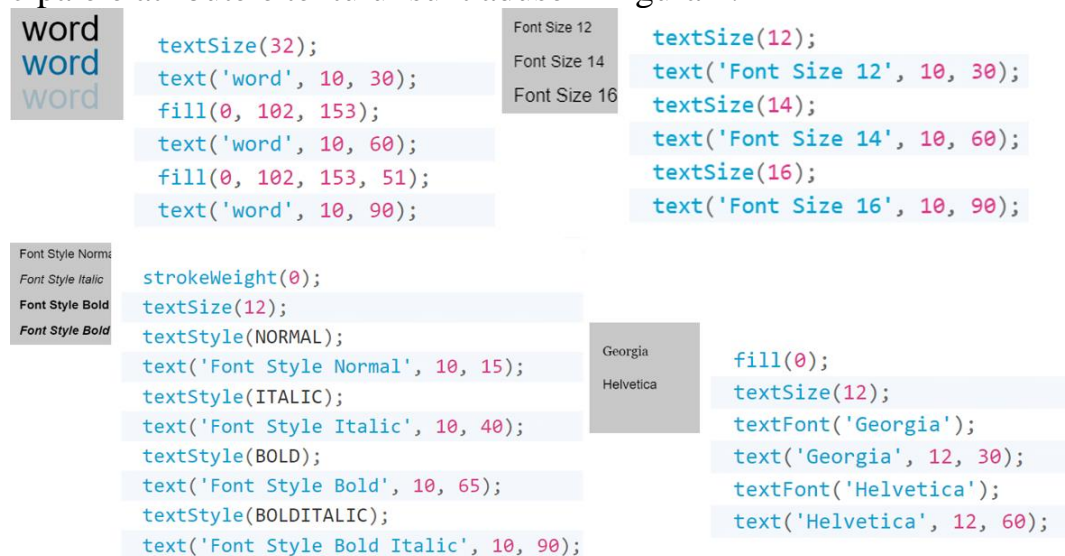 word
word
word
textSize(32);
text('word', 10, 30);
fill(0, 102, 153);
text('word', 10, 60);
fill(0, 102, 153, 51);
text('word', 10, 90);
Font Size 12
Font Size 14
Font Size 16
textSize(12);
text('Font Size 12', 10, 30);
textSize(14);
text('Font Size 14', 10, 60);
textSize(16);
text('Font Size 16', 10, 90);
Font Style Norma
Font Style Italic
Font Style Bold
Font Style Bold
strokeWeight(0);
textSize(12);
textStyle(NORMAL);
text('Font Style Normal', 10, 15);
textStyle(ITALIC);
text('Font Style Italic', 10, 40);
textStyle(BOLD);
text('Font Style Bold', 10, 65);
textStyle(BOLDITALIC);
text('Font Style Bold Italic', 10, 90);
Georgia
Helvetica
fill(0);
textSize(12);
textFont('Georgia');
text('Georgia', 12, 30);
textFont('Helvetica');
text('Helvetica', 12, 60);